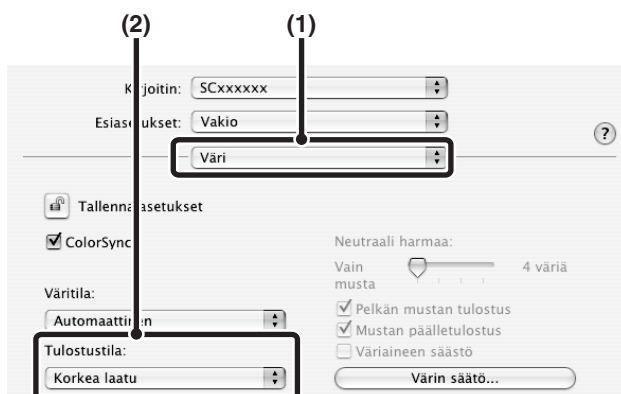 (2) (1)
Kirjoitin: SCxxxxxx
Esiasetukset: Vakio
Väri
?
Tallenna asetukset
ColorSync
Neutraali harmaa:
Vain musta 4 väriä
Väritila:
Automaattinen
Pelkän mustan tulostus
Mustan päälletulostus
Tulostustila:
Väriaineen säästö
Korkea laatu
Värin säätö...